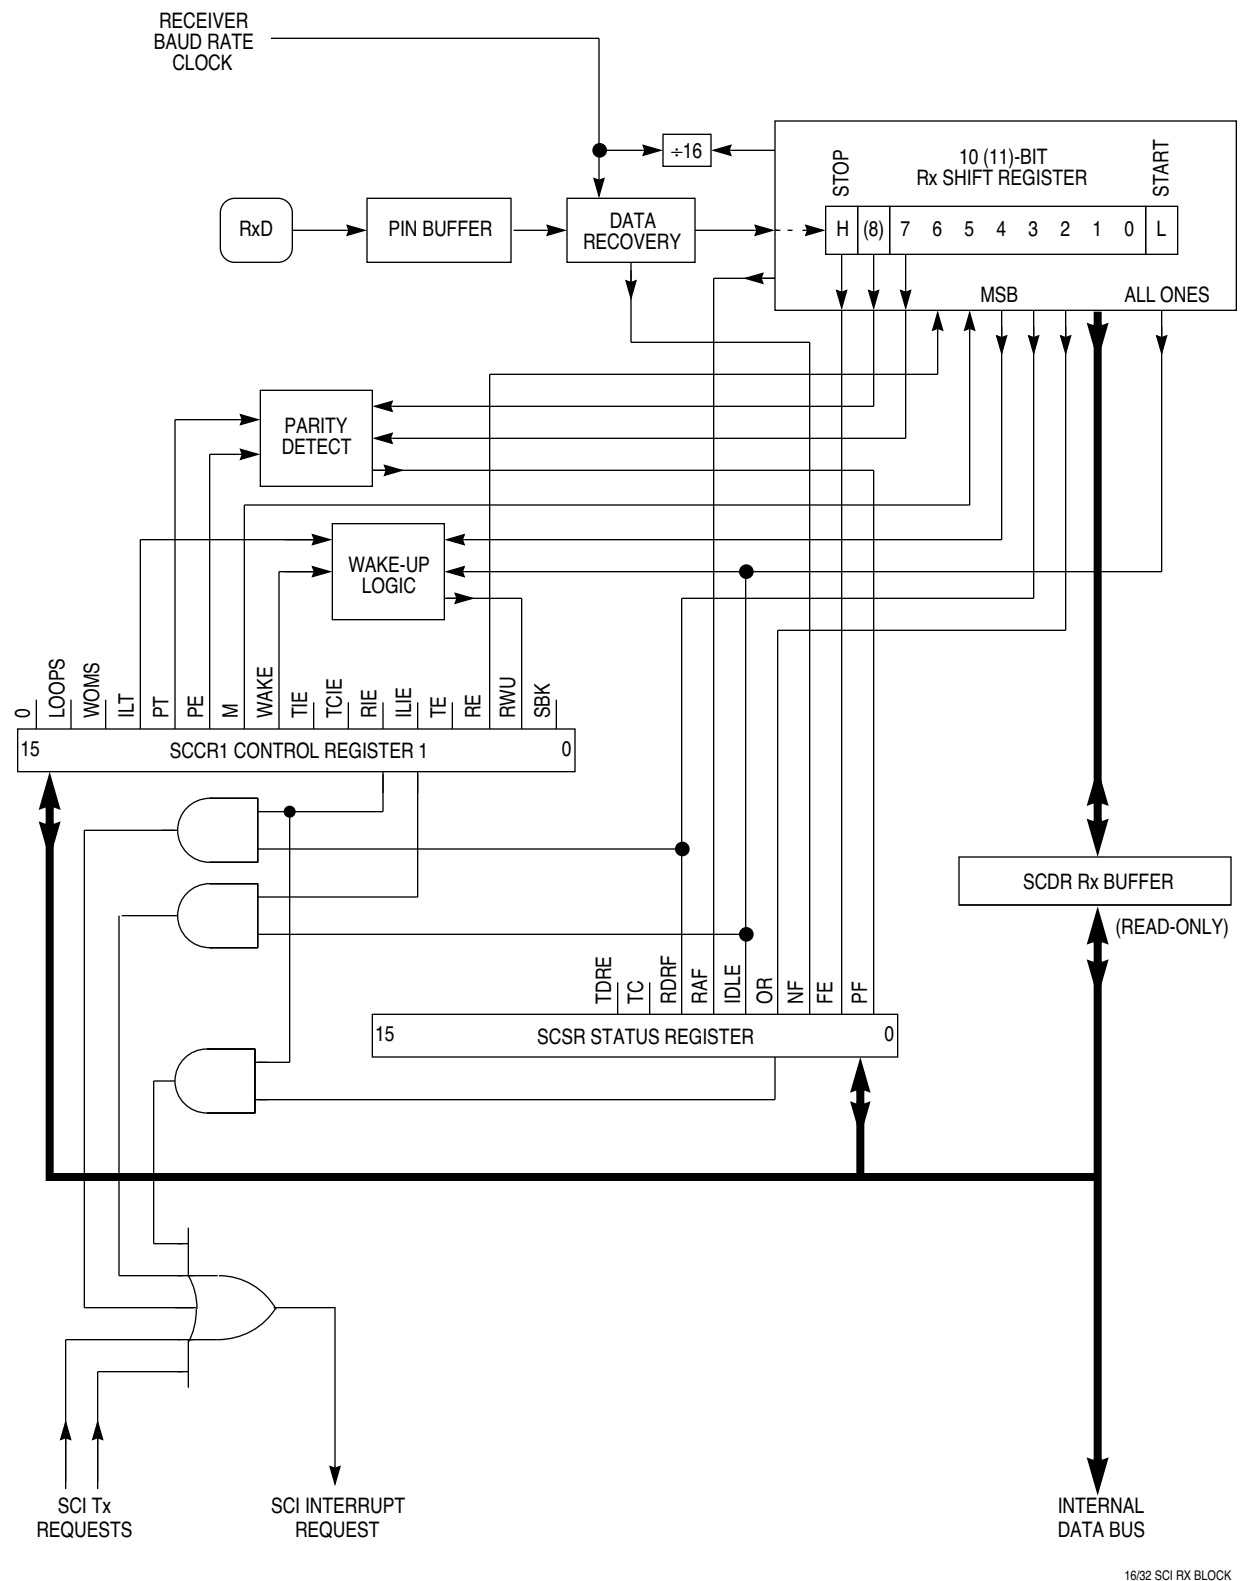 RECEIVER
BAUD RATE
CLOCK
÷16
10 (11)-BIT
Rx SHIFT REGISTER
STOP
START
RxD
PIN BUFFER
DATA
RECOVERY
H (8) 7 6 5 4 3 2 1 0 L
MSB
ALL ONES
PARITY
DETECT
WAKE-UP
LOGIC
0
LOOPS
WOMS
ILT
PT
PE
M
WAKE
TIE
TCIE
RIE
ILIE
TE
RE
RWU
SBK
15 SCCR1 CONTROL REGISTER 1 0
SCDR Rx BUFFER
(READ-ONLY)
TDRE
TC
RDRF
RAF
IDLE
OR
NF
FE
PF
15 SCSR STATUS REGISTER 0
SCI Tx
REQUESTS
SCI INTERRUPT
REQUEST
INTERNAL
DATA BUS
16/32 SCI RX BLOCK